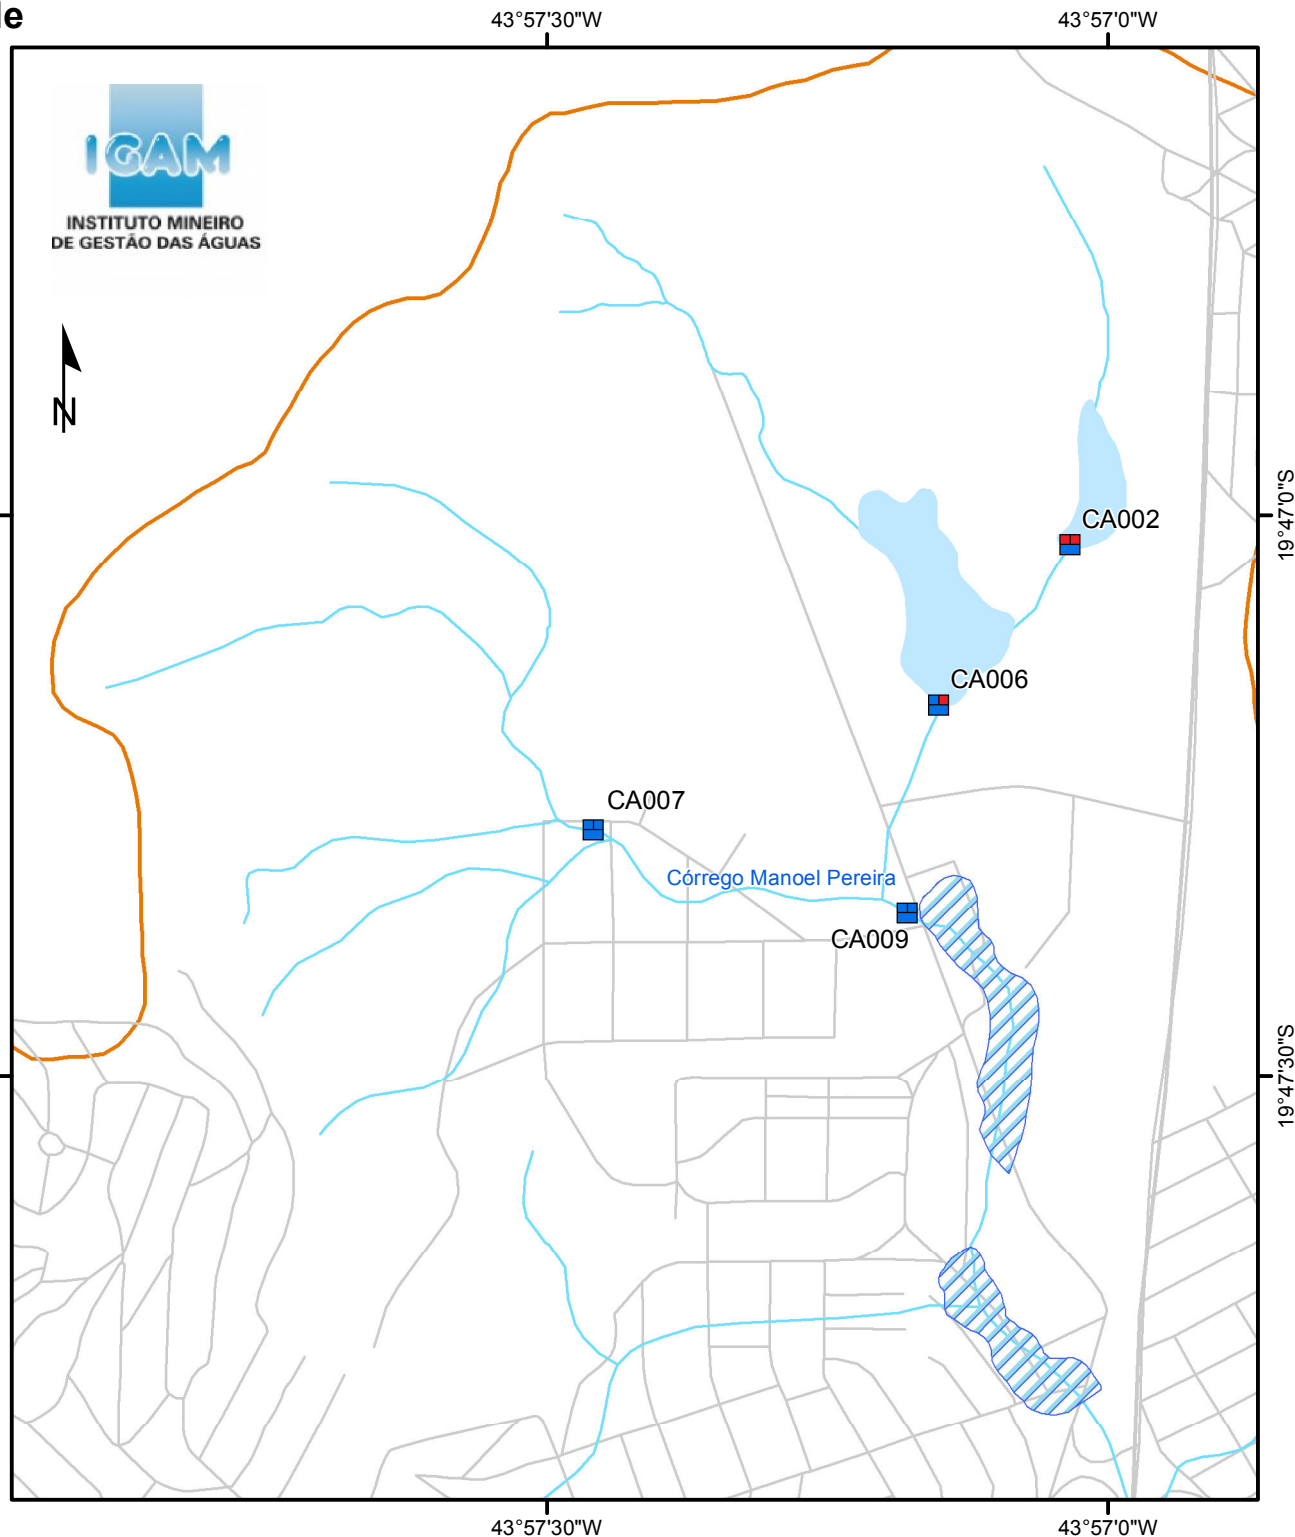 le
43°57'30"W
43°57'0"W
IGAM
INSTITUTO MINEIRO
DE GESTÃO DAS ÁGUAS
N
CA002
19°47'0"S
CA006
CA007
Córrego Manoel Pereira
CA009
19°47'30"S
43°57'30"W
43°57'0"W